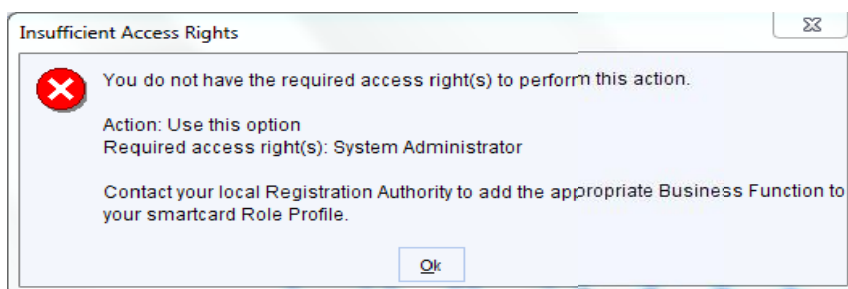 Insufficient Access Rights
You do not have the required access right(s) to perform this action.
Action: Use this option
Required access right(s): System Administrator
Contact your local Registration Authority to add the appropriate Business Function to
your smartcard Role Profile.
Ok